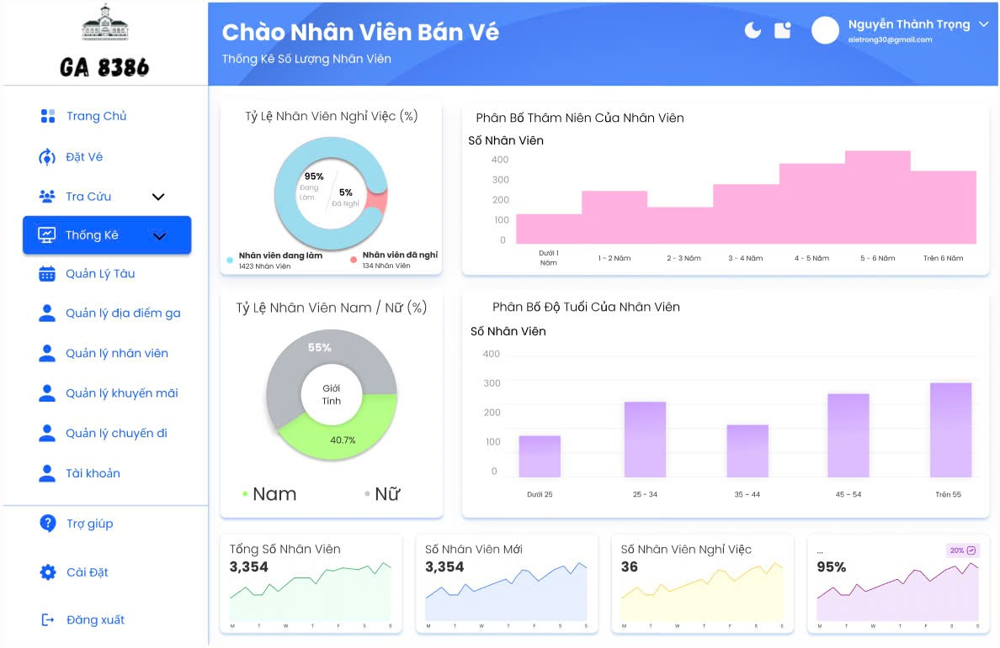 GA 8386
Trang Chủ
Đặt Vé
Tra Cứu
Thống Kê
Quản Lý Tàu
Quản lý địa điểm ga
Quản lý nhân viên
Quản lý khuyến mãi
Quản lý chuyến đi
Tài khoản
Trợ giúp
Cài Đặt
Đăng xuất
Chào Nhân Viên Bán Vé
Thống Kê Số Lượng Nhân Viên
Nguyễn Thành Trọng
aietrong30@gmail.com
Tỷ Lệ Nhân Viên Nghỉ Việc (%)
95%
Đang
Làm
5%
Đã Nghỉ
Nhân viên đang làm
1423 Nhân Viên
Nhân viên đã nghỉ
134 Nhân Viên
Phân Bố Thâm Niên Của Nhân Viên
Số Nhân Viên
400
300
200
100
0
Dưới 1
Năm
1 - 2 Năm
2 - 3 Năm
3 - 4 Năm
4 - 5 Năm
5 - 6 Năm
Trên 6 Năm
Tỷ Lệ Nhân Viên Nam / Nữ (%)
55%
Giới
Tính
40.7%
Nam
Nữ
Phân Bố Độ Tuổi Của Nhân Viên
Số Nhân Viên
400
300
200
100
0
Dưới 25
25 - 34
35 – 44
45 – 54
Trên 55
Tổng Số Nhân Viên
3,354
M T W T F S S
Số Nhân Viên Mới
3,354
M T W T F S S
Số Nhân Viên Nghỉ Việc
36
M T W T F S S
...
20%
95%
M T W T F S S